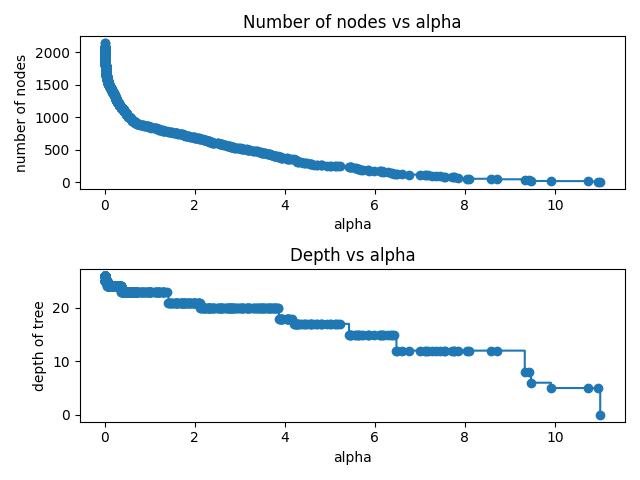 Number of nodes vs alpha
number of nodes
2000
1500
1000
500
0
0 2 4 6 8 10
alpha
Depth vs alpha
depth of tree
20
10
0
0 2 4 6 8 10
alpha